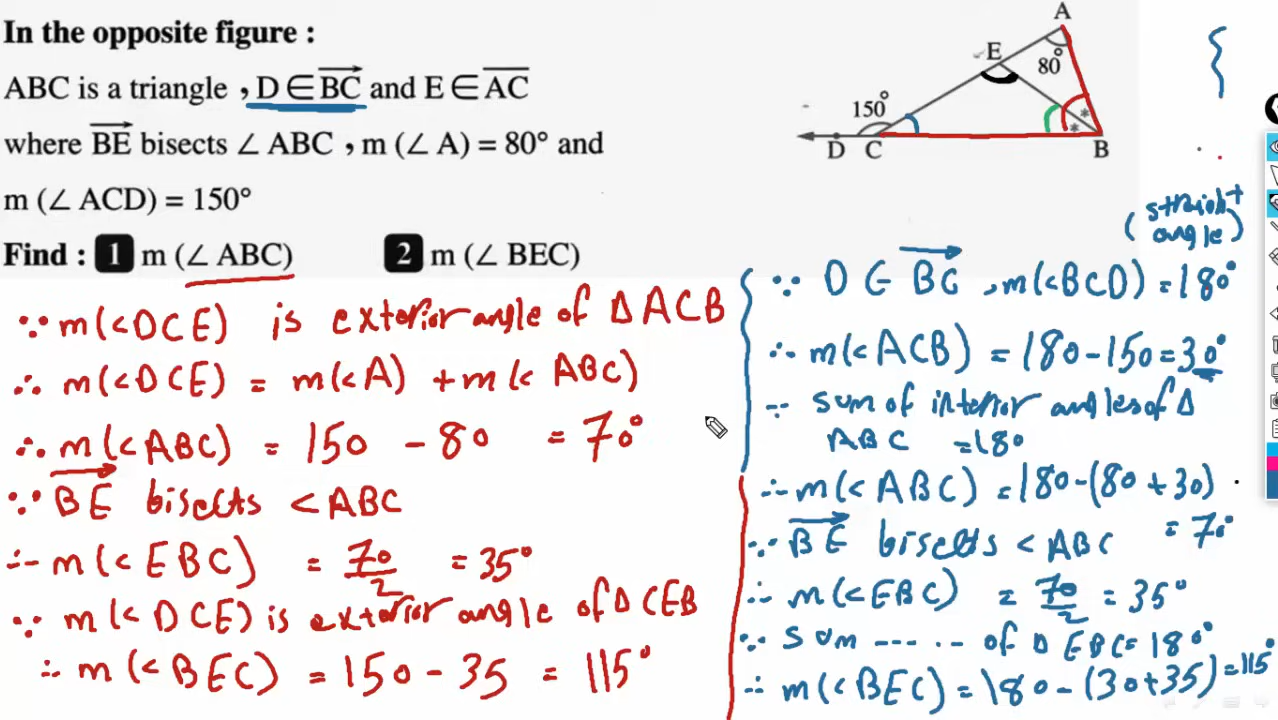 In the opposite figure :
ABC is a triangle , D ∈ BC and E ∈ AC
where BE bisects ∠ ABC , m (∠ A) = 80° and
m (∠ ACD) = 150°
Find : 1 m (∠ ABC) 2 m (∠ BEC)
A
E
80°
150°
D C B
* *
(straight angle)
∵ m(<DCE) is exterior angle of Δ ACB
∴ m(<DCE) = m(<A) + m(< ABC)
∴ m(<ABC) = 150 - 80 = 70°
∵ BE bisects < ABC
∴ m(<EBC) = 70/2 = 35°
∵ m(< DCE) is exterior angle of Δ CEB
∴ m(<BEC) = 150 - 35 = 115°
∵ D ∈ BC , m(<BCD) = 180°
∴ m(<ACB) = 180 - 150 = 30°
∵ sum of interior angles of Δ
ABC = 180
∴ m(<ABC) = 180 - (80 + 30)
= 70°
∵ BE bisects < ABC
∴ m(<EBC) = 70/2 = 35°
∵ sum ---- -- of Δ EBC = 180°
∴ m(<BEC) = 180 - (30+35) = 115°